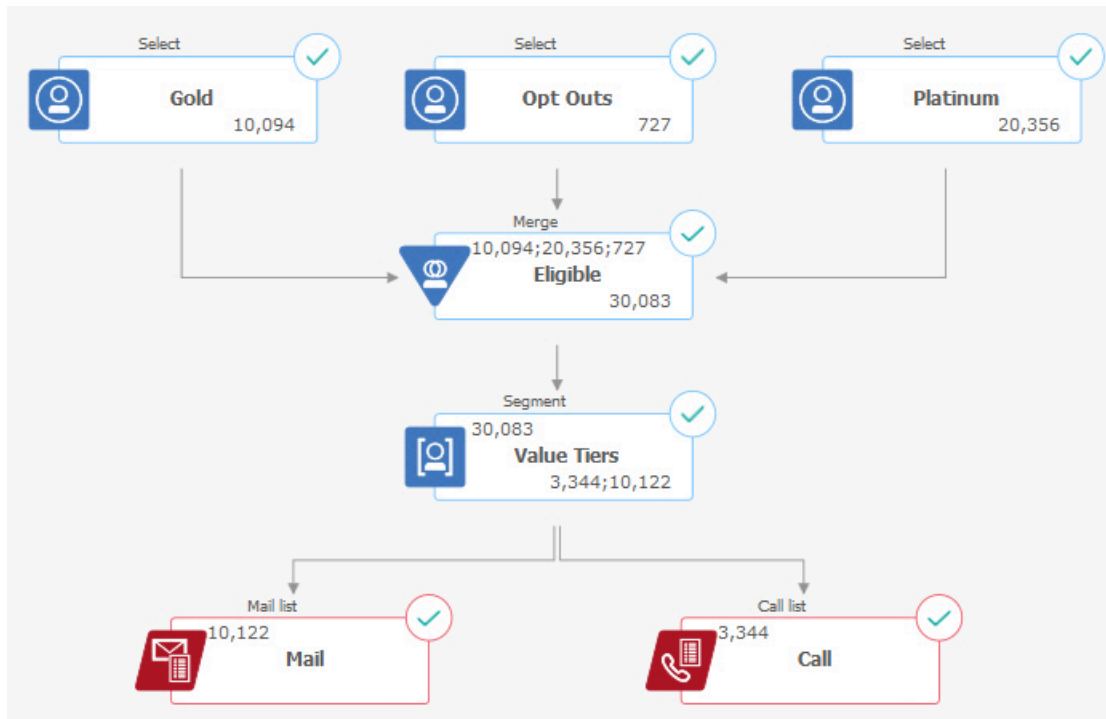 Select
Gold
10,094
Select
Opt Outs
727
Select
Platinum
20,356
Merge
10,094;20,356;727
Eligible
30,083
Segment
30,083
Value Tiers
3,344;10,122
Mail list
10,122
Mail
Call list
3,344
Call